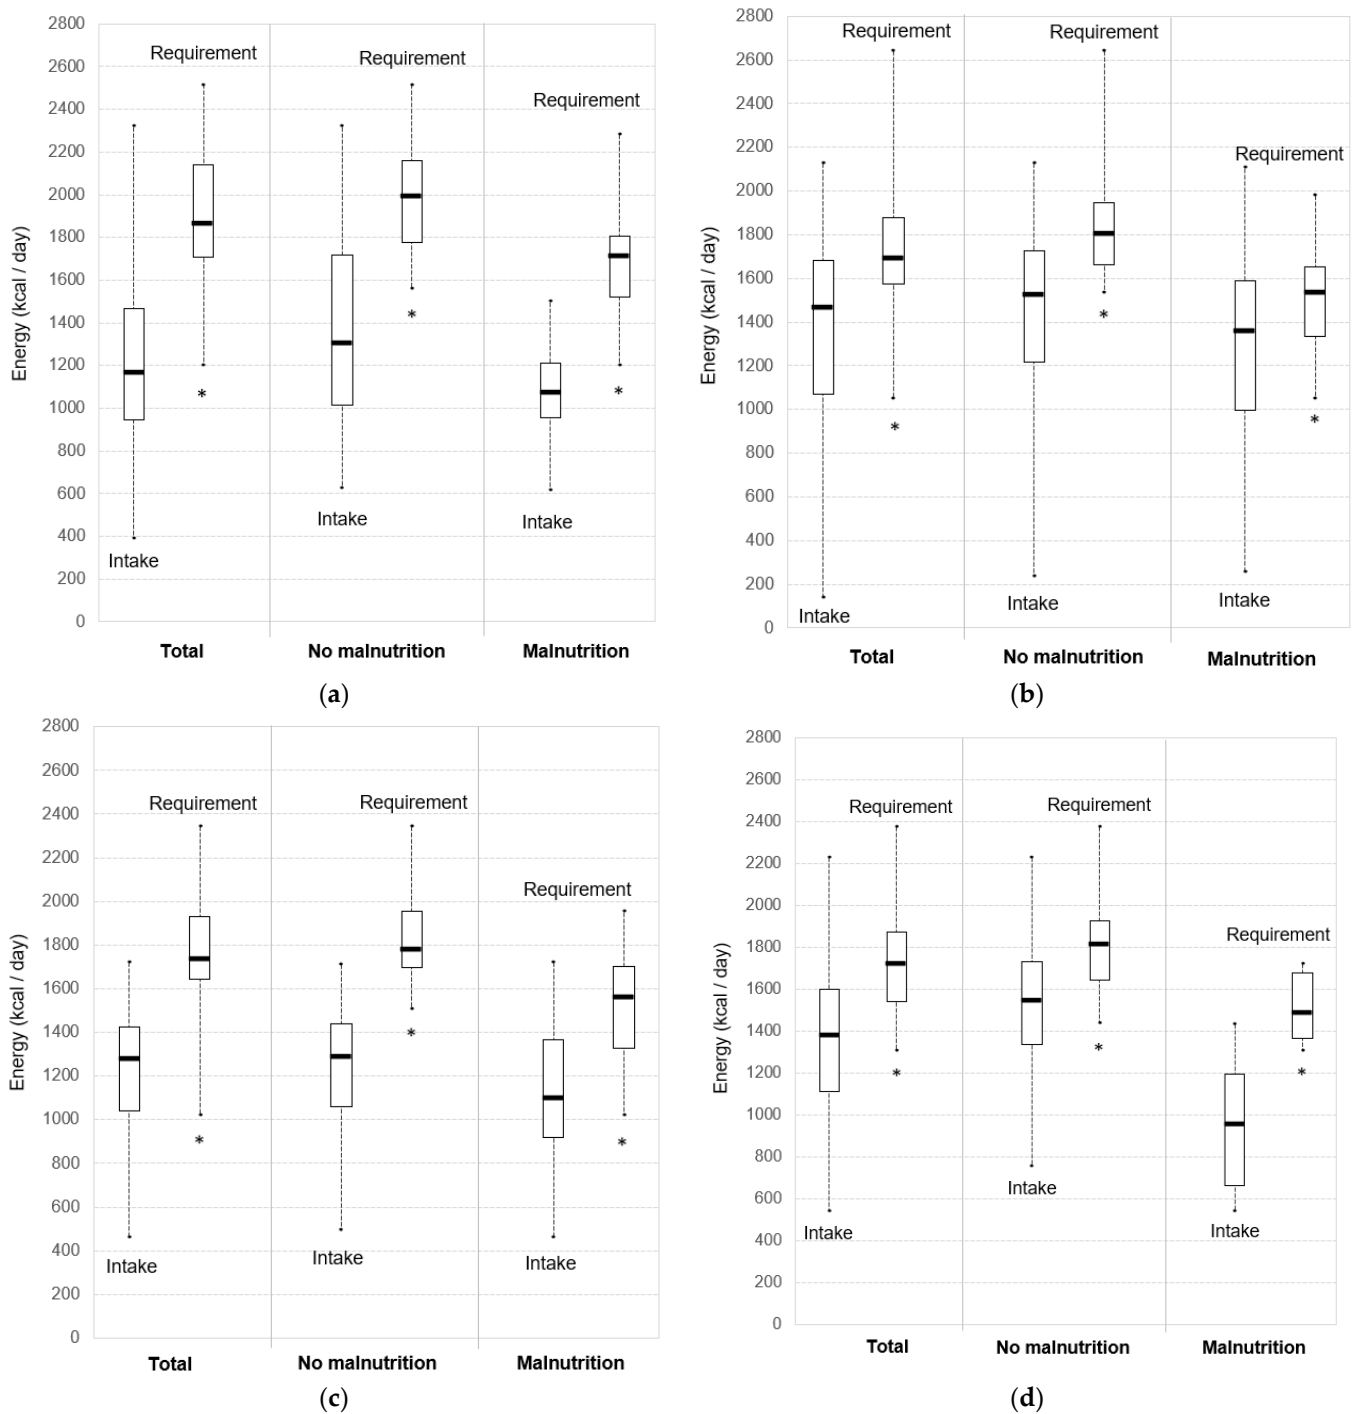 2800
2600
2400
2200
2000
1800
1600
1400
1200
1000
800
600
400
200
0
Energy (kcal / day)
Requirement
Requirement
Requirement
*
*
*
Intake
Intake
Intake
Total No malnutrition Malnutrition
(a)
2800
2600
2400
2200
2000
1800
1600
1400
1200
1000
800
600
400
200
0
Energy (kcal / day)
Requirement
Requirement
Requirement
*
*
*
Intake
Intake
Intake
Total No malnutrition Malnutrition
(b)
2800
2600
2400
2200
2000
1800
1600
1400
1200
1000
800
600
400
200
0
Energy (kcal / day)
Requirement
Requirement
Requirement
*
*
*
Intake
Intake
Intake
Total No malnutrition Malnutrition
(c)
2800
2600
2400
2200
2000
1800
1600
1400
1200
1000
800
600
400
200
0
Energy (kcal / day)
Requirement
Requirement
Requirement
*
*
*
Intake
Intake
Intake
Total No malnutrition Malnutrition
(d)